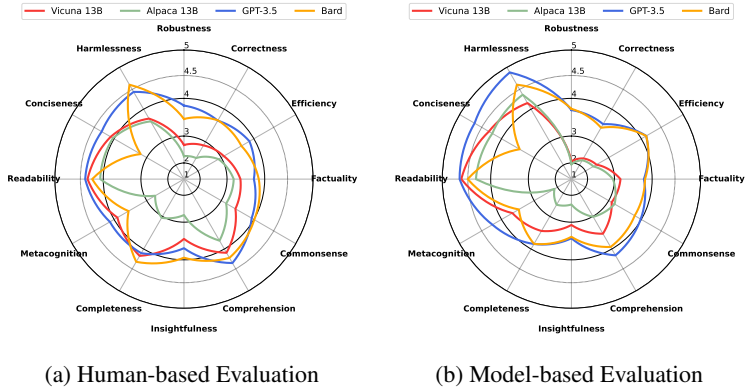 Vicuna 13B Alpaca 13B GPT-3.5 Bard
Robustness
Harmlessness Correctness
Conciseness Efficiency
Readability Factuality
Metacognition Commonsense
Completeness Comprehension
Insightfulness
5
4.5
4
3
2
1
(a) Human-based Evaluation
Vicuna 13B Alpaca 13B GPT-3.5 Bard
Robustness
Harmlessness Correctness
Conciseness Efficiency
Readability Factuality
Metacognition Commonsense
Completeness Comprehension
Insightfulness
5
4.5
4
3
2
1
(b) Model-based Evaluation